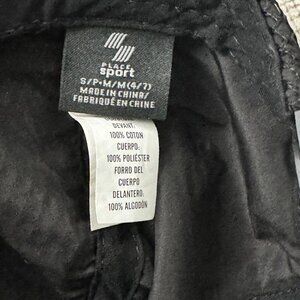 PLACE
sport
S/P•M/M(4/7)
MADE IN CHINA/
FABRIQUÉ EN CHINE
DEVANT:
100% COTON
CUERPO:
100% POLIÉSTER
FORRO DEL
CUERPO
DELANTERO:
100% ALGODÓN